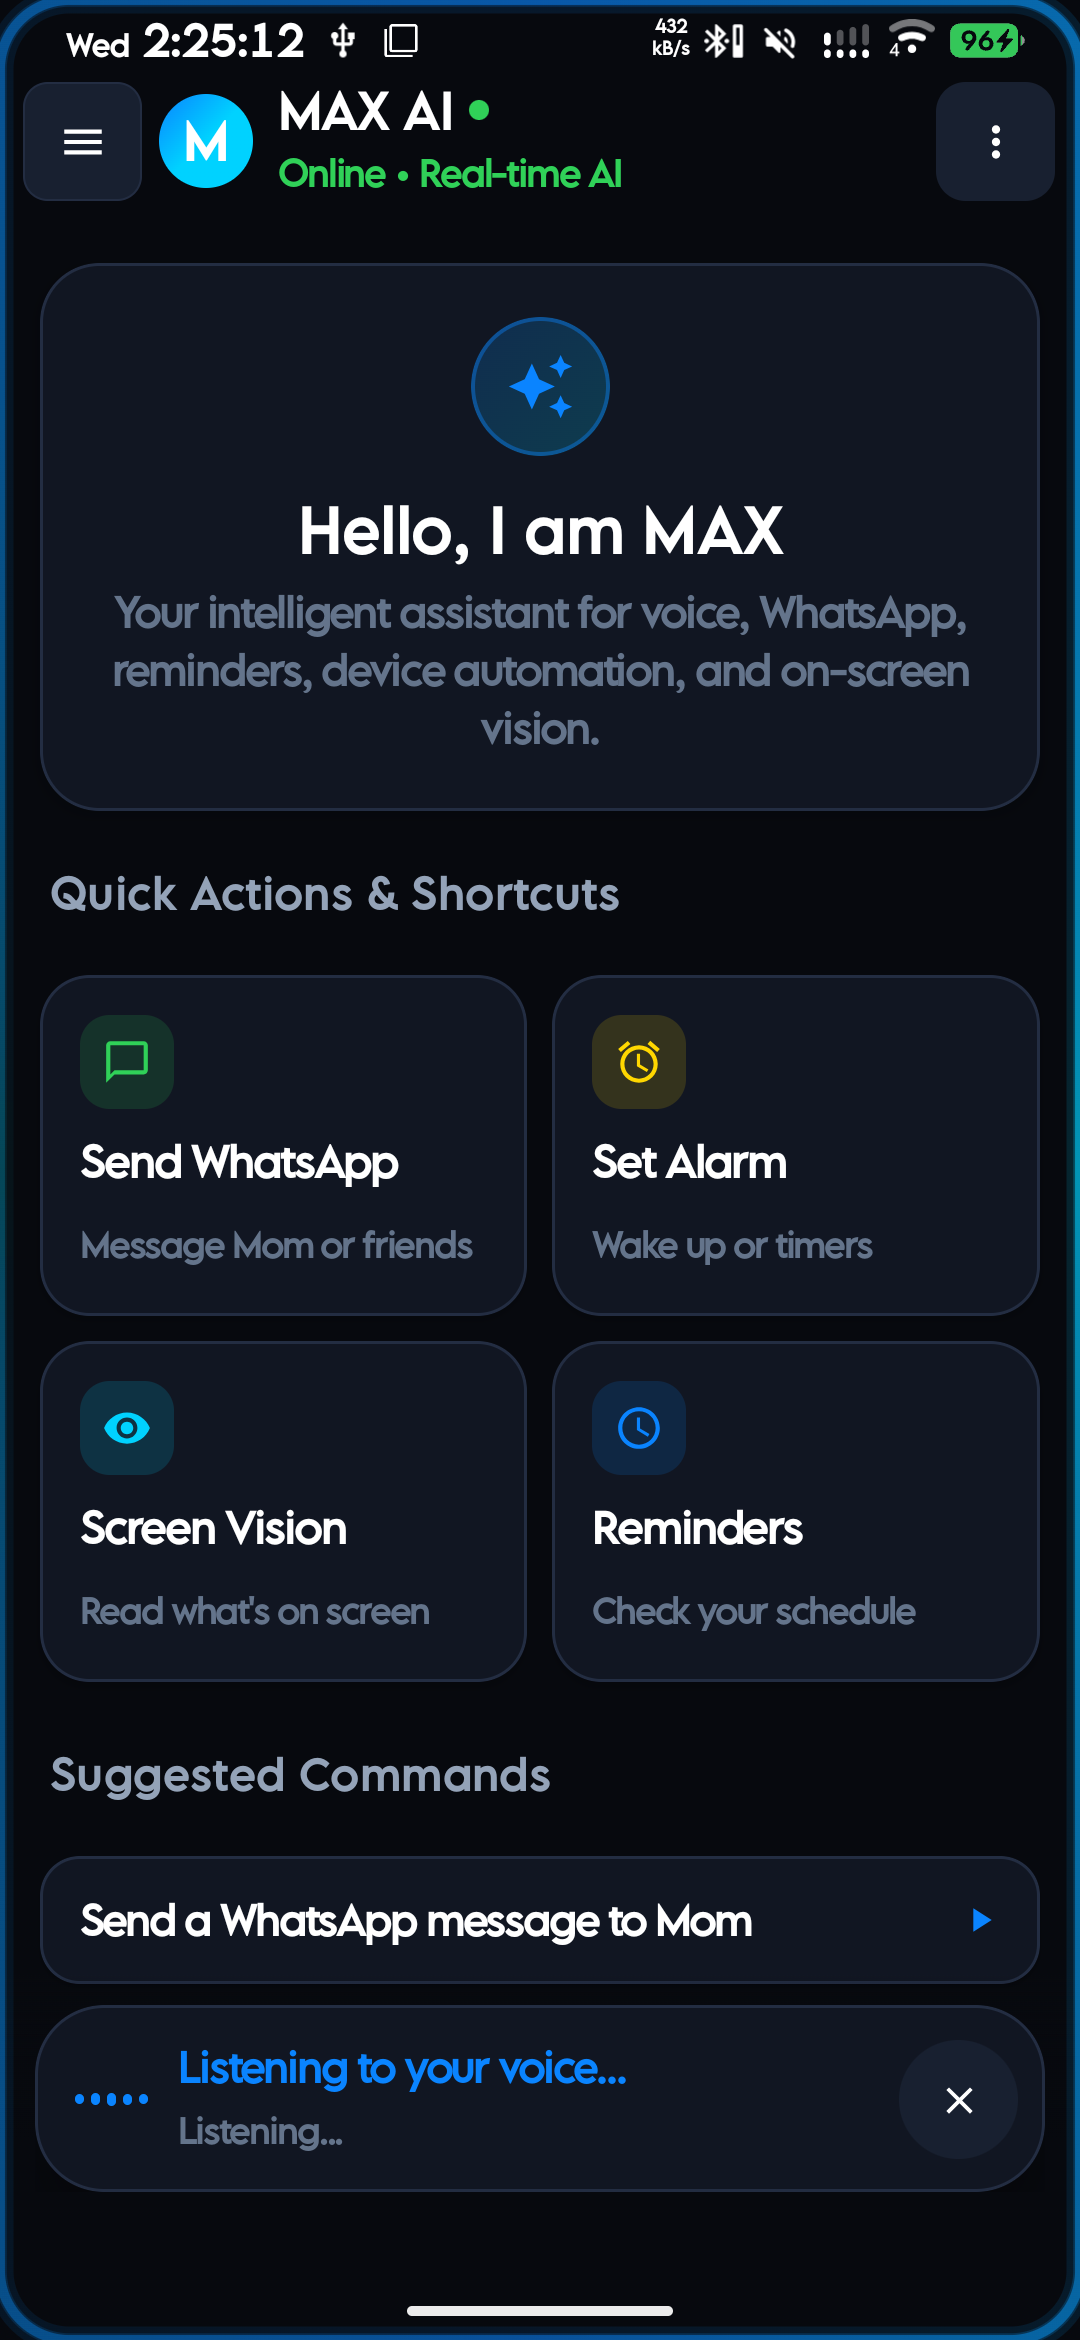 Wed 2:25:12
432
kB/s
4
96
M
MAX AI
Online • Real-time AI
Hello, I am MAX
Your intelligent assistant for voice, WhatsApp,
reminders, device automation, and on-screen
vision.
Quick Actions & Shortcuts
Send WhatsApp
Message Mom or friends
Set Alarm
Wake up or timers
Screen Vision
Read what's on screen
Reminders
Check your schedule
Suggested Commands
Send a WhatsApp message to Mom
Listening to your voice...
Listening...